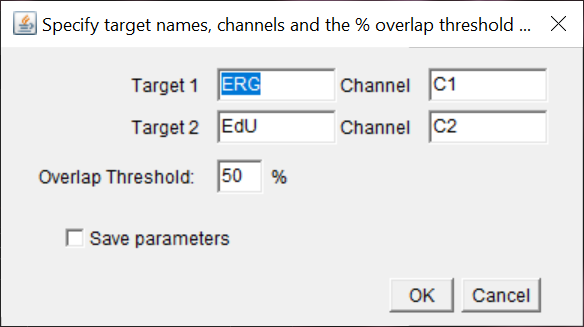 Specify target names, channels and the % overlap threshold ...
Target 1 ERG Channel C1
Target 2 EdU Channel C2
Overlap Threshold: 50 %
Save parameters
OK Cancel